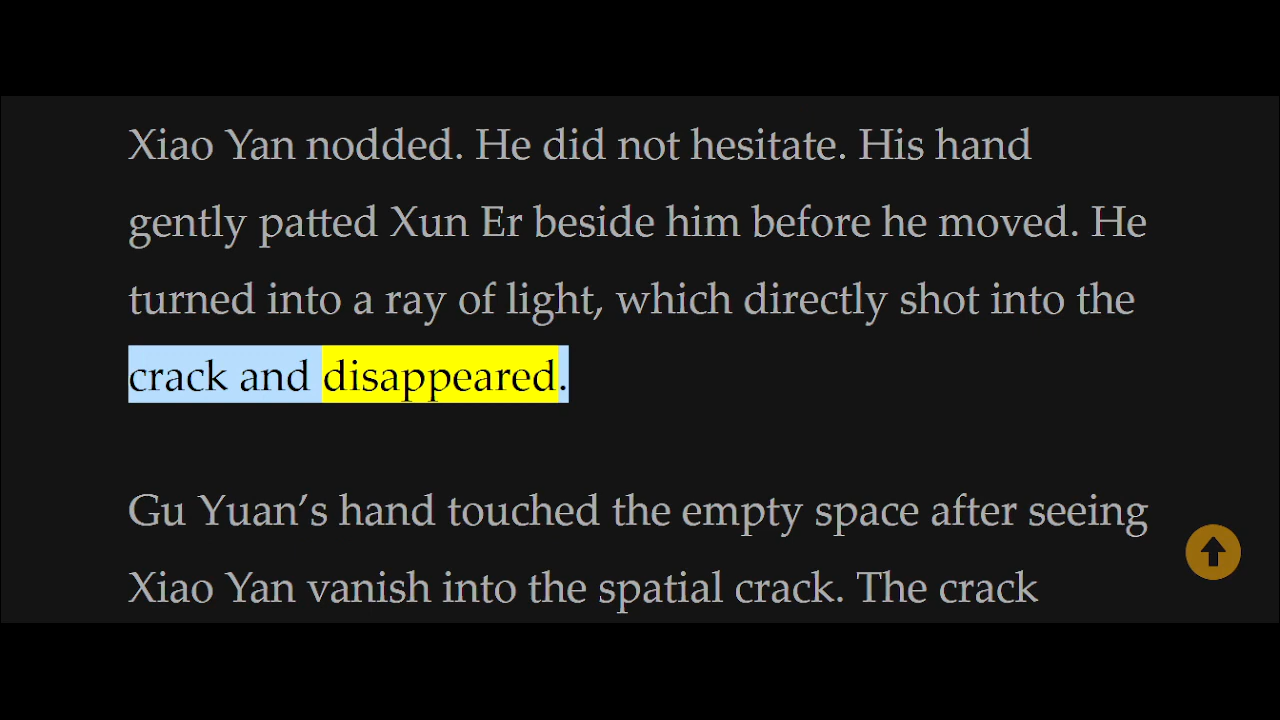 Xiao Yan nodded. He did not hesitate. His hand
gently patted Xun Er beside him before he moved. He
turned into a ray of light, which directly shot into the
crack and disappeared.
Gu Yuan’s hand touched the empty space after seeing
Xiao Yan vanish into the spatial crack. The crack